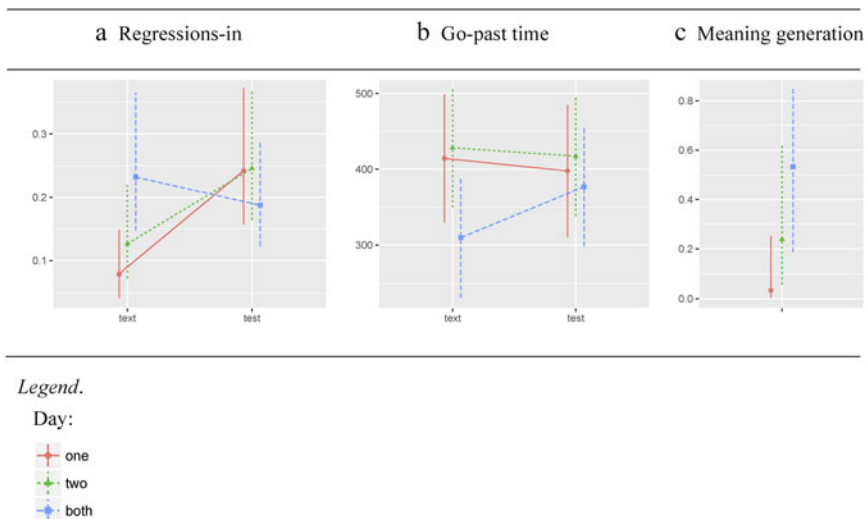 a Regressions-in
b Go-past time
c Meaning generation
0.3
0.2
0.1
text
test
500
400
300
text
test
0.8
0.6
0.4
0.2
0.0
Legend.
Day:
one
two
both